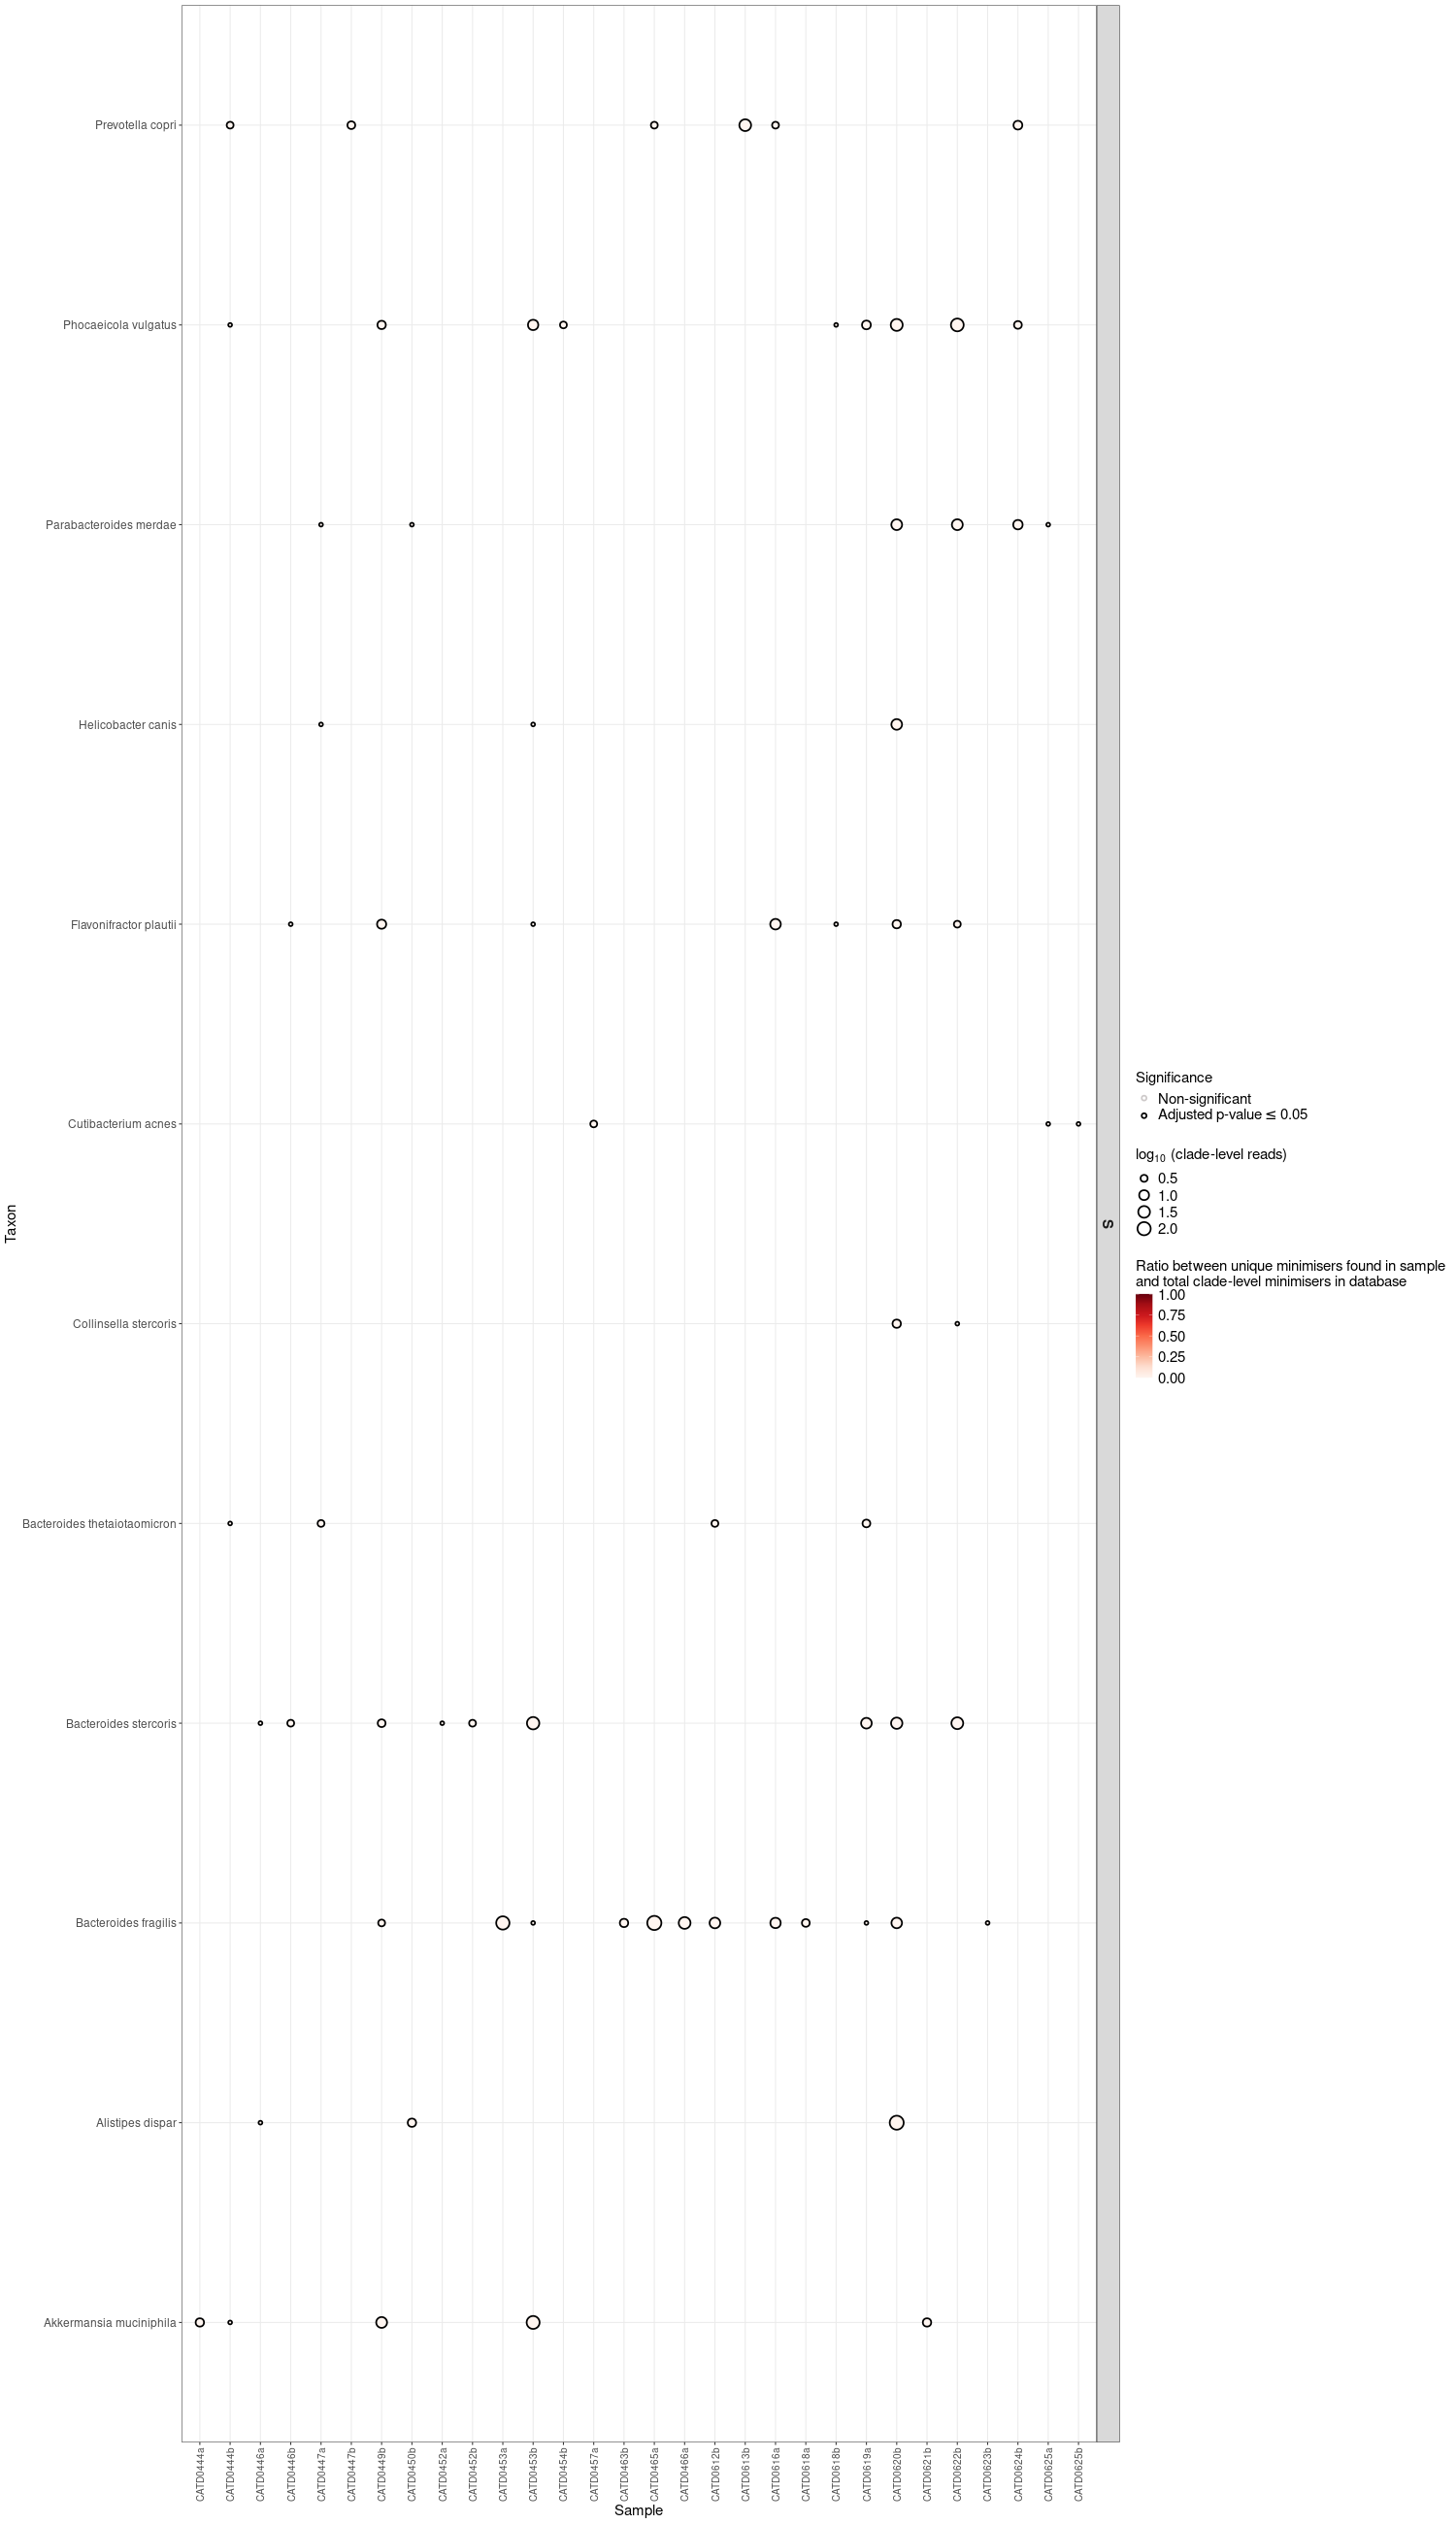 Prevotella copri
Phocaeicola vulgatus
Parabacteroides merdae
Helicobacter canis
Flavonifractor plautii
Cutibacterium acnes
Collinsella stercoris
Bacteroides thetaiotaomicron
Bacteroides stercoris
Bacteroides fragilis
Alistipes dispar
Akkermansia muciniphila
Taxon
S
CATD0444a
CATD0444b
CATD0446a
CATD0446b
CATD0447a
CATD0447b
CATD0449b
CATD0450b
CATD0452a
CATD0452b
CATD0453a
CATD0453b
CATD0454b
CATD0457a
CATD0463b
CATD0465a
CATD0466a
CATD0612b
CATD0613b
CATD0616a
CATD0618a
CATD0618b
CATD0619a
CATD0620b
CATD0621b
CATD0622b
CATD0623b
CATD0624b
CATD0625a
CATD0625b
Sample
Significance
Non-significant
Adjusted p-value ≤ 0.05
log10 (clade-level reads)
0.5
1.0
1.5
2.0
Ratio between unique minimisers found in sample
and total clade-level minimisers in database
1.00
0.75
0.50
0.25
0.00